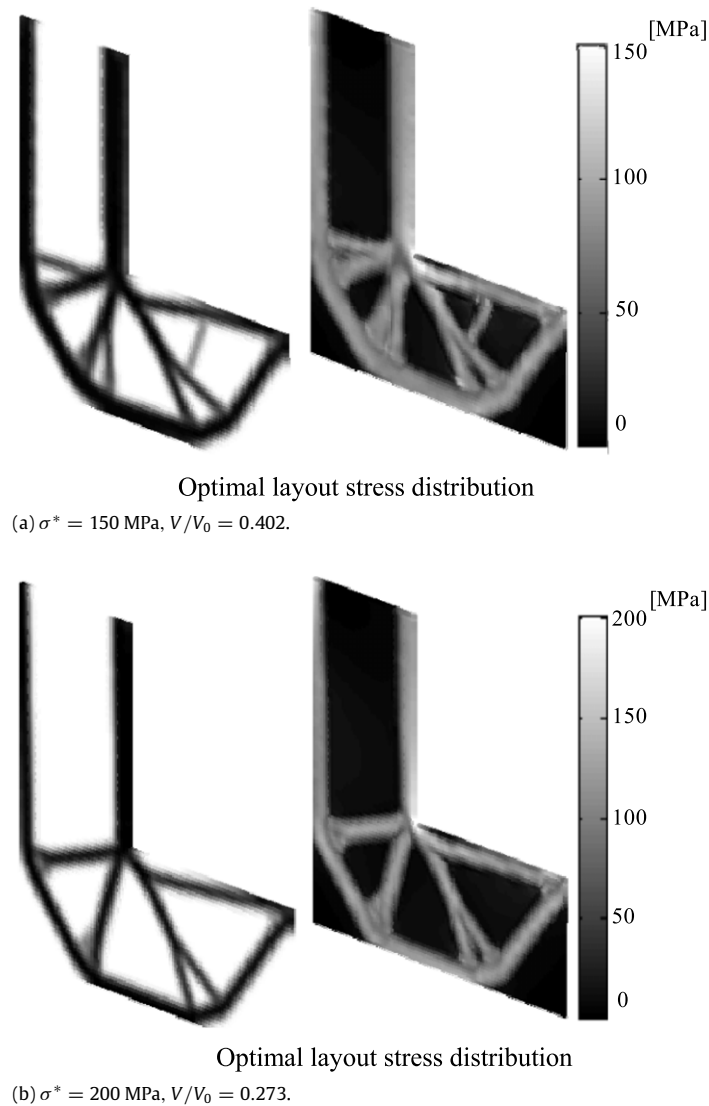 [MPa]
150
100
50
0
Optimal layout stress distribution
(a) σ* = 150 MPa, V/V₀ = 0.402.
[MPa]
200
150
100
50
0
Optimal layout stress distribution
(b) σ* = 200 MPa, V/V₀ = 0.273.